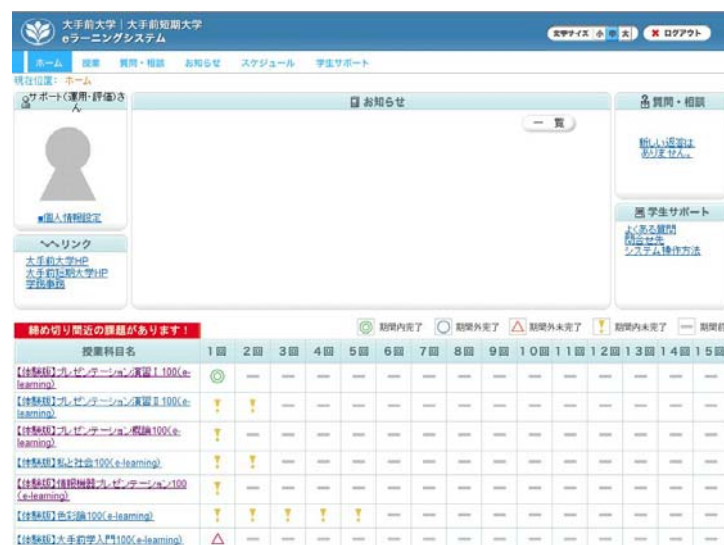 大手前大学｜大手前短期大学
eラーニングシステム
文字サイズ 小 中 大 ✖ ログアウト
ホーム 授業 質問・相談 お知らせ スケジュール 学生サポート
現在位置： ホーム
サポート(運用・評価)さん
お知らせ
質問・相談
一 覧
新しい返答は
ありません。
■個人情報設定
学生サポート
よくある質問
問合せ先
システム操作方法
リンク
大手前大学HP
大手前短期大学HP
学務事務
締め切り間近の課題があります！
期間内完了 期間外完了 期間外未完了 期間内未完了 期間前
授業科目名 1回 2回 3回 4回 5回 6回 7回 8回 9回 10回 11回 12回 13回 14回 15回
【体験版】プレゼンテーション演習Ⅰ100(e-
learning)
【体験版】プレゼンテーション演習Ⅱ100(e-
learning)
【体験版】プレゼンテーション概論100(e-
learning)
【体験版】私と社会100(e-learning)
【体験版】情報機器プレゼンテーション100
(e-learning)
【体験版】色彩論100(e-learning)
【体験版】大手前学入門100(e-learning)